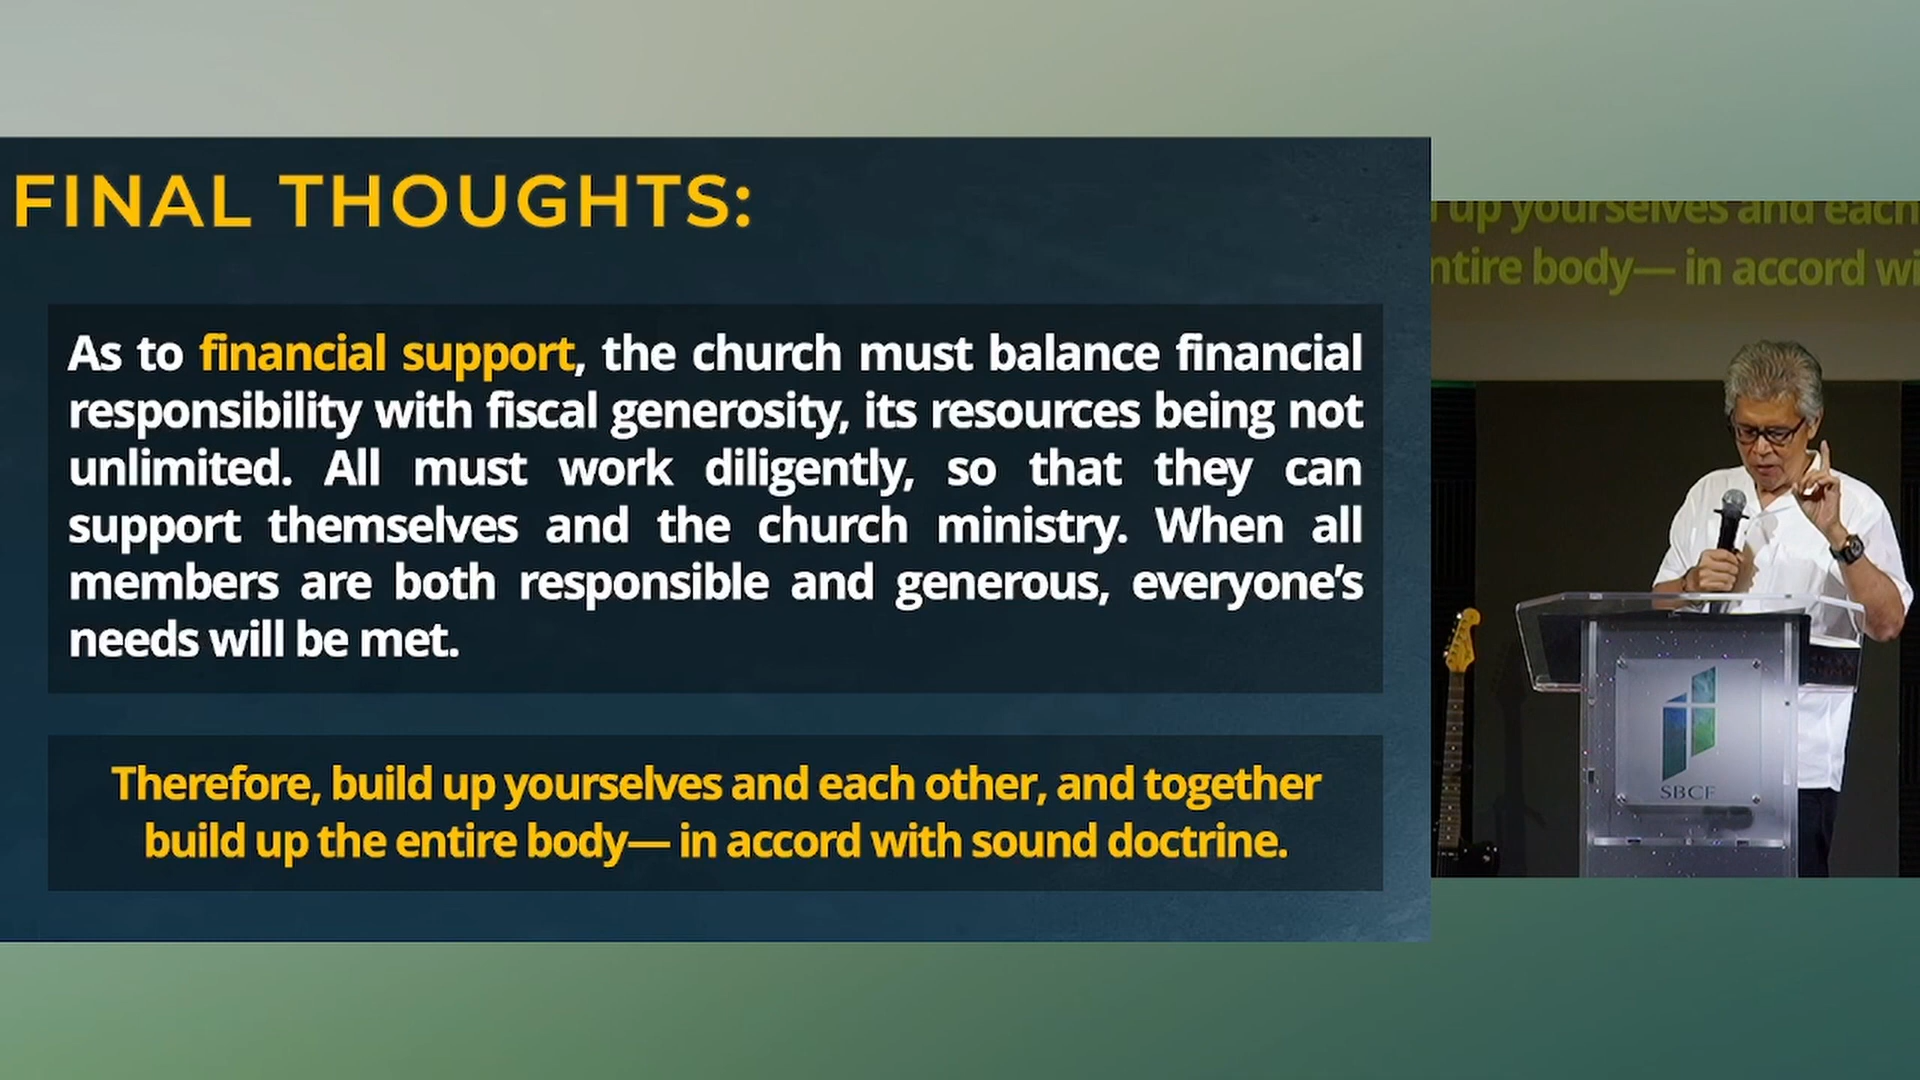 FINAL THOUGHTS:
As to financial support, the church must balance financial
responsibility with fiscal generosity, its resources being not
unlimited. All must work diligently, so that they can
support themselves and the church ministry. When all
members are both responsible and generous, everyone’s
needs will be met.
Therefore, build up yourselves and each other, and together
build up the entire body— in accord with sound doctrine.
up yourselves and each
ntire body— in accord wi
SBCF